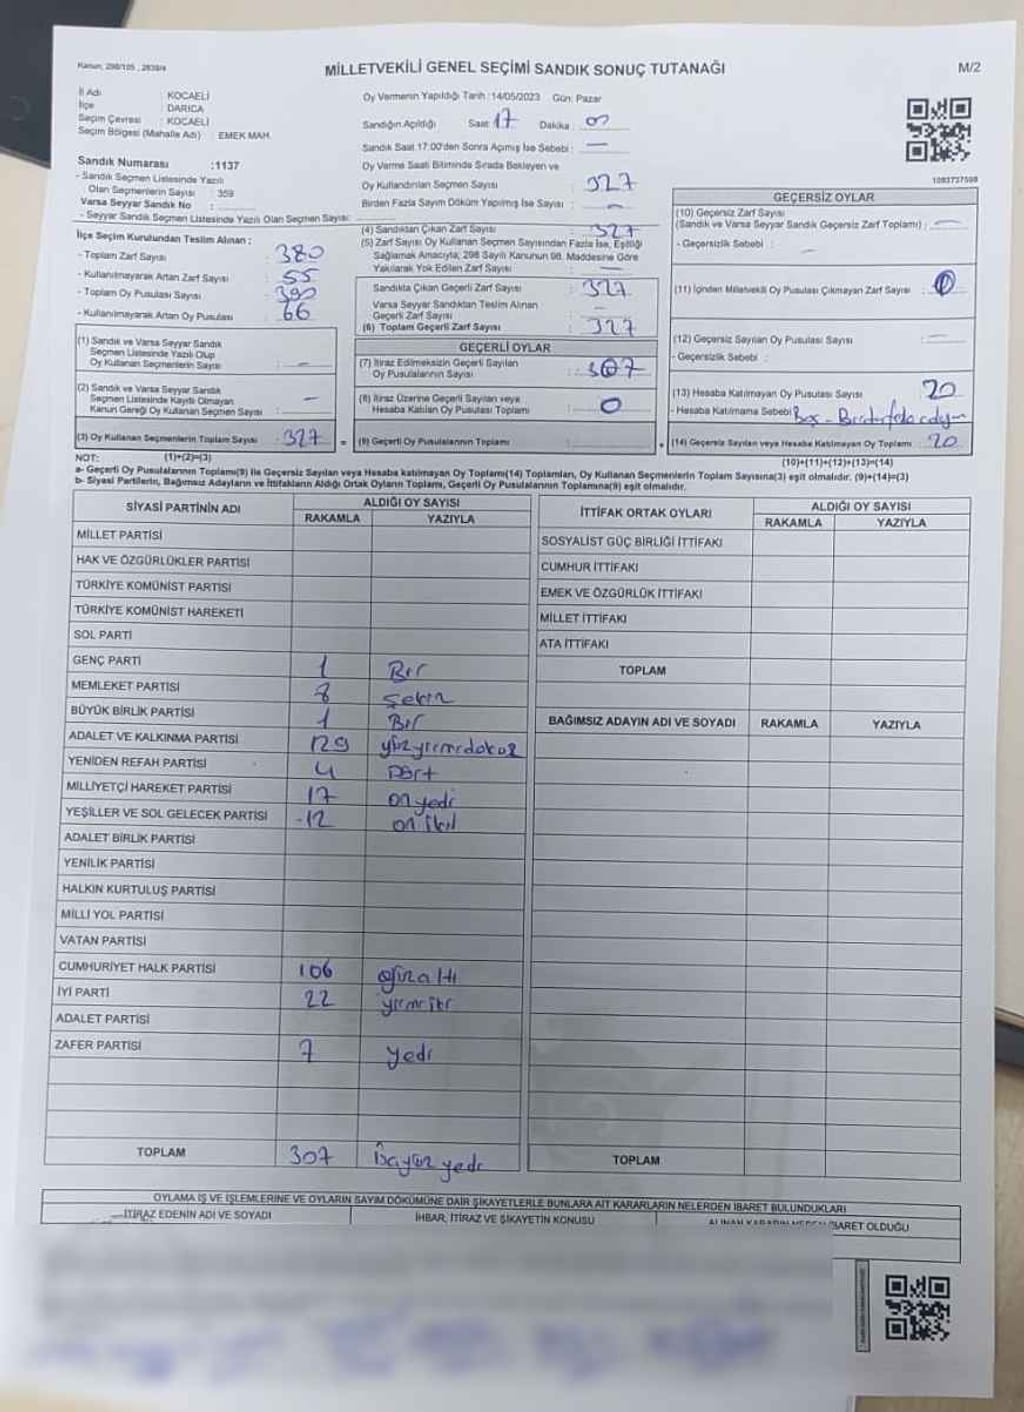 Kanun, 298/105 , 2839/4
MİLLETVEKİLİ GENEL SEÇİMİ SANDIK SONUÇ TUTANAĞI
M/2
İl Adı : KOCAELİ
İlçe : DARICA
Seçim Çevresi : KOCAELİ
Seçim Bölgesi (Mahalle Adı) : EMEK MAH.
Sandık Numarası :1137
- Sandık Seçmen Listesinde Yazılı
Olan Seçmenlerin Sayısı : 359
Varsa Seyyar Sandık No :
- Seyyar Sandık Seçmen Listesinde Yazılı Olan Seçmen Sayısı:
Oy Vermenin Yapıldığı Tarih :14/05/2023 Gün: Pazar
Sandığın Açıldığı Saat: 17 Dakika : 00
Sandık Saat 17:00'den Sonra Açımış İse Sebebi : —
Oy Verme Saati Bitiminde Sırada Bekleyen ve
Oy Kullandırılan Seçmen Sayısı : 327
Birden Fazla Sayım Döküm Yapılmış İse Sayısı : —
1093737598
İlçe Seçim Kurulundan Teslim Alınan :
- Toplam Zarf Sayısı : 380
- Kullanılmayarak Artan Zarf Sayısı : 55
- Toplam Oy Pusulası Sayısı : 390
- Kullanılmayarak Artan Oy Pusulası : 66
(1) Sandık ve Varsa Seyyar Sandık
Seçmen Listesinde Yazılı Olup
Oy Kullanan Seçmenlerin Sayısı : —
(2) Sandık ve Varsa Seyyar Sandık
Seçmen Listesinde Kayıtlı Olmayan
Kanun Gereği Oy Kullanan Seçmen Sayısı : —
(3) Oy Kullanan Seçmenlerin Toplam Sayısı : 327 =
(4) Sandıktan Çıkan Zarf Sayısı : 327
(5) Zarf Sayısı Oy Kullanan Seçmen Sayısından Fazla İse, Eşitliği
Sağlamak Amacıyla, 298 Sayılı Kanunun 98. Maddesine Göre
Yakılarak Yok Edilen Zarf Sayısı : —
Sandıkta Çıkan Geçerli Zarf Sayısı : 327
Varsa Seyyar Sandıktan Teslim Alınan
Geçerli Zarf Sayısı : —
(6) Toplam Geçerli Zarf Sayısı : 327
GEÇERLİ OYLAR
(7) İtiraz Edilmeksizin Geçerli Sayılan
Oy Pusulalarının Sayısı : 307
(8) İtiraz Üzerine Geçerli Sayılan veya
Hesaba Katılan Oy Pusulası Toplamı : 0
(9) Geçerli Oy Pusulalarının Toplamı : +
GEÇERSİZ OYLAR
(10) Geçersiz Zarf Sayısı
(Sandık ve Varsa Seyyar Sandık Geçersiz Zarf Toplamı) : —
- Geçersizlik Sebebi : —
(11) İçinden Milletvekili Oy Pusulası Çıkmayan Zarf Sayısı : 0
(12) Geçersiz Sayılan Oy Pusulası Sayısı : —
- Geçersizlik Sebebi :
(13) Hesaba Katılmayan Oy Pusulası Sayısı : 20
- Hesaba Katılmama Sebebi : Boş -
(14) Geçersiz Sayılan veya Hesaba Katılmayan Oy Toplamı : 20
NOT: (1)+(2)=(3)
(10)+(11)+(12)+(13)=(14)
a- Geçerli Oy Pusulalarının Toplamı(9) ile Geçersiz Sayılan veya Hesaba katılmayan Oy Toplamı(14) Toplamları, Oy Kullanan Seçmenlerin Toplam Sayısına(3) eşit olmalıdır. (9)+(14)=(3)
b- Siyasi Partilerin, Bağımsız Adayların ve İttifakların Aldığı Ortak Oyların Toplamı, Geçerli Oy Pusulalarının Toplamına(9) eşit olmalıdır.
SİYASİ PARTİNİN ADI ALDIĞI OY SAYISI
RAKAMLA YAZIYLA
MİLLET PARTİSİ
HAK VE ÖZGÜRLÜKLER PARTİSİ
TÜRKİYE KOMÜNİST PARTİSİ
TÜRKİYE KOMÜNİST HAREKETİ
SOL PARTİ
GENÇ PARTİ 1 Bir
MEMLEKET PARTİSİ 8 Sekiz
BÜYÜK BİRLİK PARTİSİ 1 Bir
ADALET VE KALKINMA PARTİSİ 129 yüzyirmidokuz
YENİDEN REFAH PARTİSİ 4 Dört
MİLLİYETÇİ HAREKET PARTİSİ 17 onyedi
YEŞİLLER VE SOL GELECEK PARTİSİ 12 on iki
ADALET BİRLİK PARTİSİ
YENİLİK PARTİSİ
HALKIN KURTULUŞ PARTİSİ
MİLLİ YOL PARTİSİ
VATAN PARTİSİ
CUMHURİYET HALK PARTİSİ 106 yüzaltı
İYİ PARTİ 22 yirmiiki
ADALET PARTİSİ
ZAFER PARTİSİ 7 yedi
TOPLAM 307 üçyüz yedi
İTTİFAK ORTAK OYLARI ALDIĞI OY SAYISI
RAKAMLA YAZIYLA
SOSYALİST GÜÇ BİRLİĞİ İTTİFAKI
CUMHUR İTTİFAKI
EMEK VE ÖZGÜRLÜK İTTİFAKI
MİLLET İTTİFAKI
ATA İTTİFAKI
TOPLAM
BAĞIMSIZ ADAYIN ADI VE SOYADI RAKAMLA YAZIYLA
TOPLAM
OYLAMA İŞ VE İŞLEMLERİNE VE OYLARIN SAYIM DÖKÜMÜNE DAİR ŞİKAYETLERLE BUNLARA AİT KARARLARIN NELERDEN İBARET BULUNDUKLARI
İTİRAZ EDENİN ADI VE SOYADI İHBAR, İTİRAZ VE ŞİKAYETİN KONUSU ALINAN KARARIN NEDEN İBARET OLDUĞU